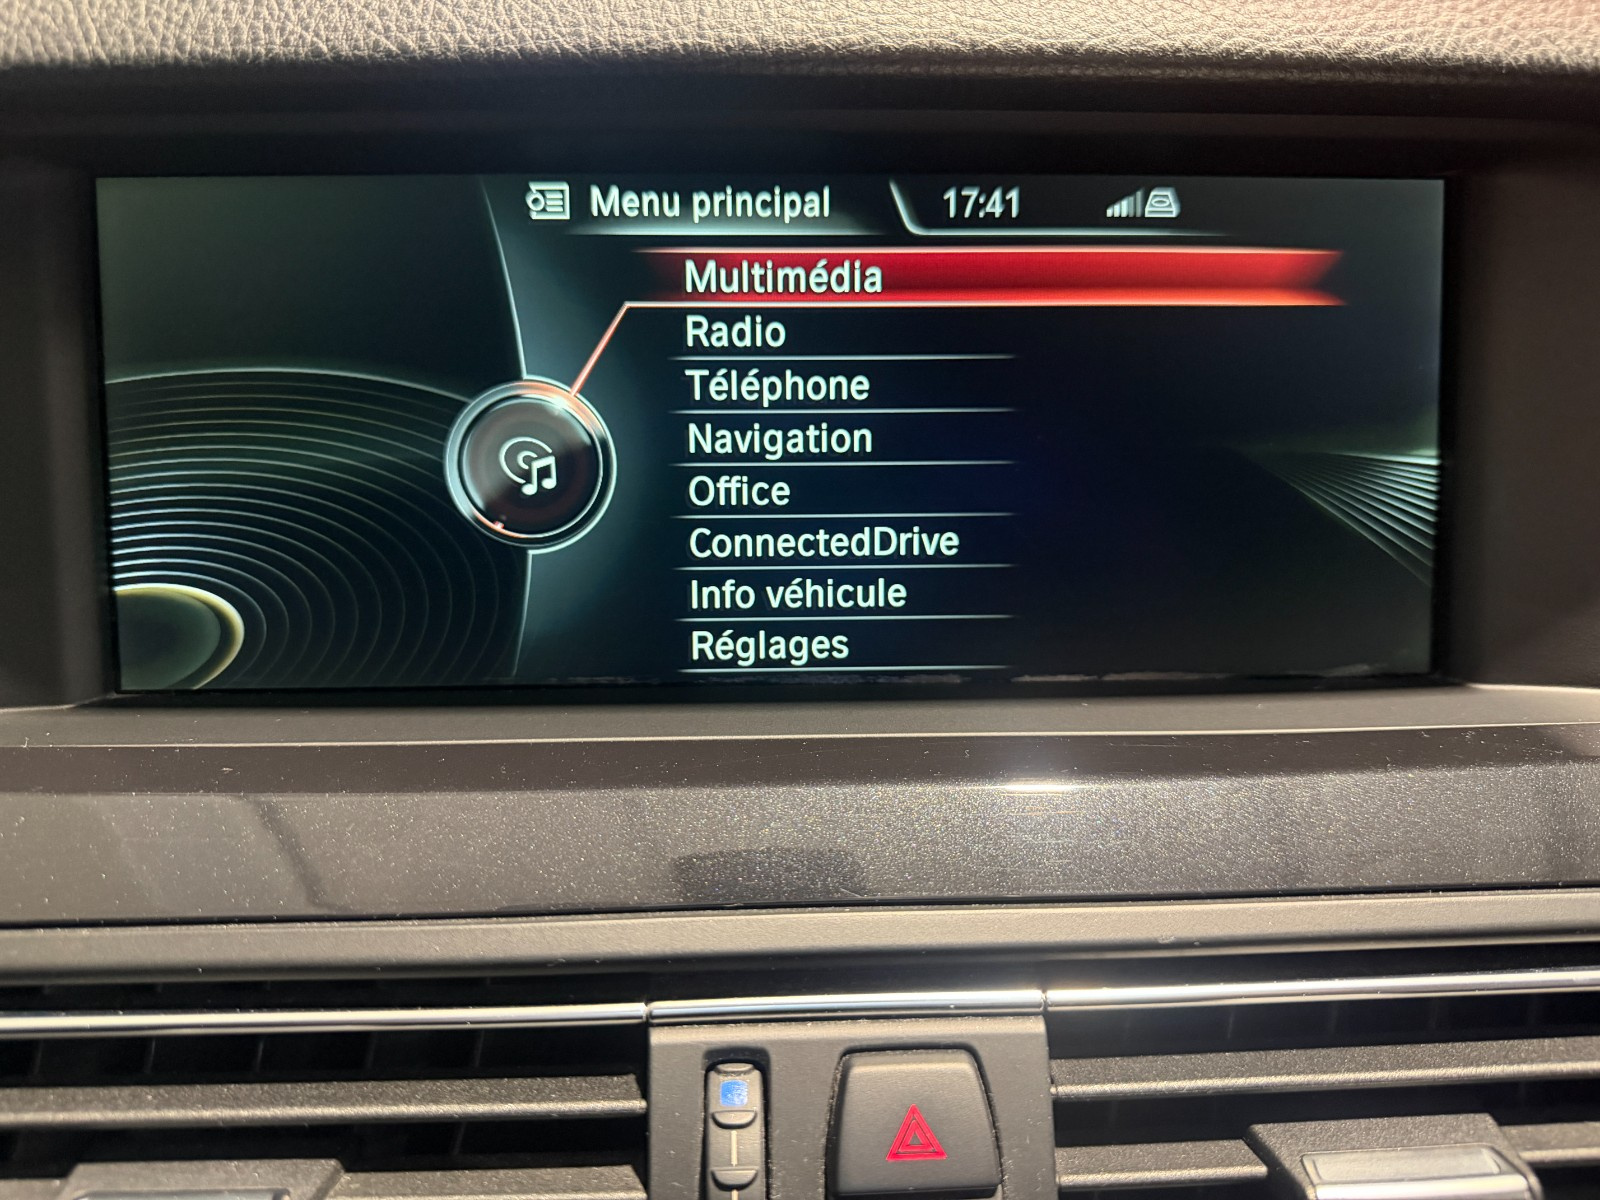 Menu principal 17:41
Multimédia
Radio
Téléphone
Navigation
Office
ConnectedDrive
Info véhicule
Réglages